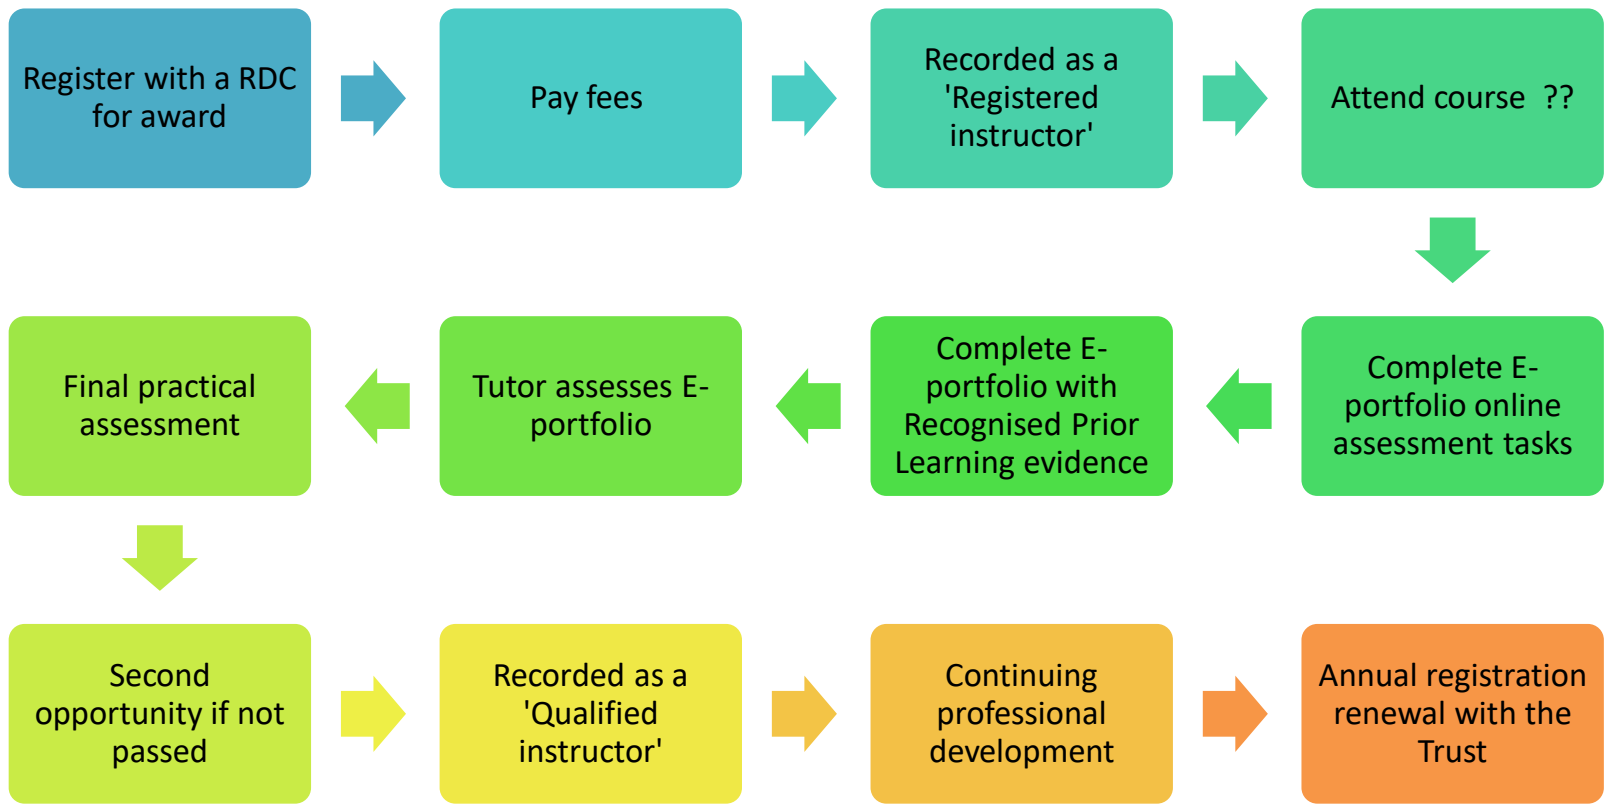 Register with a RDC
for award
Pay fees
Recorded as a
'Registered
instructor'
Attend course  ??
Complete E-
portfolio online
assessment tasks
Complete E-
portfolio with
Recognised Prior
Learning evidence
Tutor assesses E-
portfolio
Final practical
assessment
Second
opportunity if not
passed
Recorded as a
'Qualified
instructor'
Continuing
professional
development
Annual registration
renewal with the
Trust